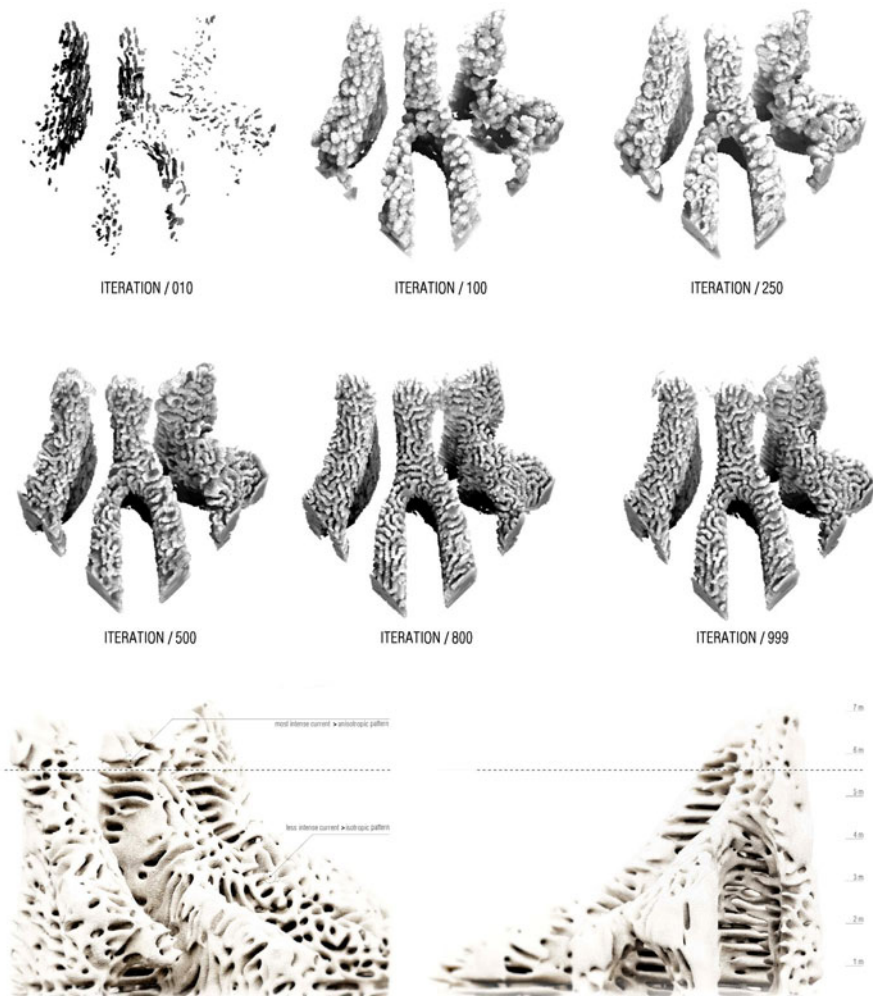 ITERATION / 010
ITERATION / 100
ITERATION / 250
ITERATION / 500
ITERATION / 800
ITERATION / 999
most intense current > anisotropic pattern
less intense current > isotropic pattern
7 m
6 m
5 m
4 m
3 m
2 m
1 m